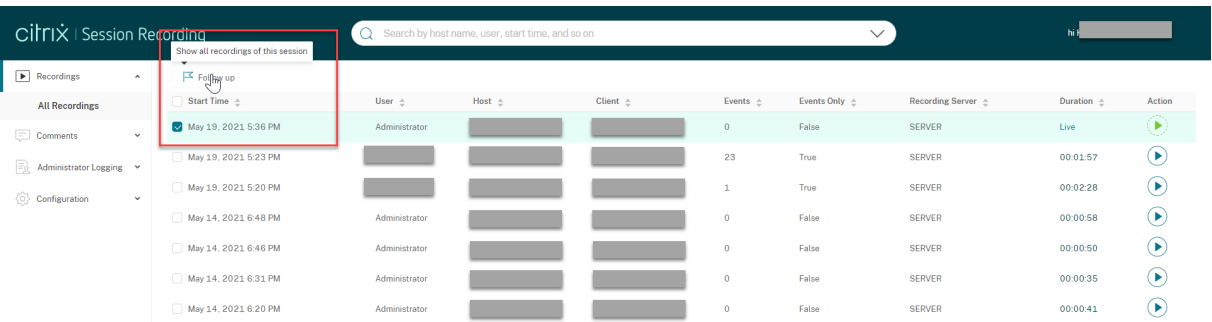 citrix | Session Recording
Search by host name, user, start time, and so on
hi
Show all recordings of this session
Follow up
Recordings
All Recordings
Comments
Administrator Logging
Configuration
Start Time User Host Client Events Events Only Recording Server Duration Action
May 19, 2021 5:36 PM Administrator 0 False SERVER Live
May 19, 2021 5:23 PM 23 True SERVER 00:01:57
May 19, 2021 5:20 PM 1 True SERVER 00:02:28
May 14, 2021 6:48 PM Administrator 0 False SERVER 00:00:58
May 14, 2021 6:46 PM Administrator 0 False SERVER 00:00:50
May 14, 2021 6:31 PM Administrator 0 False SERVER 00:00:35
May 14, 2021 6:20 PM Administrator 0 False SERVER 00:00:41